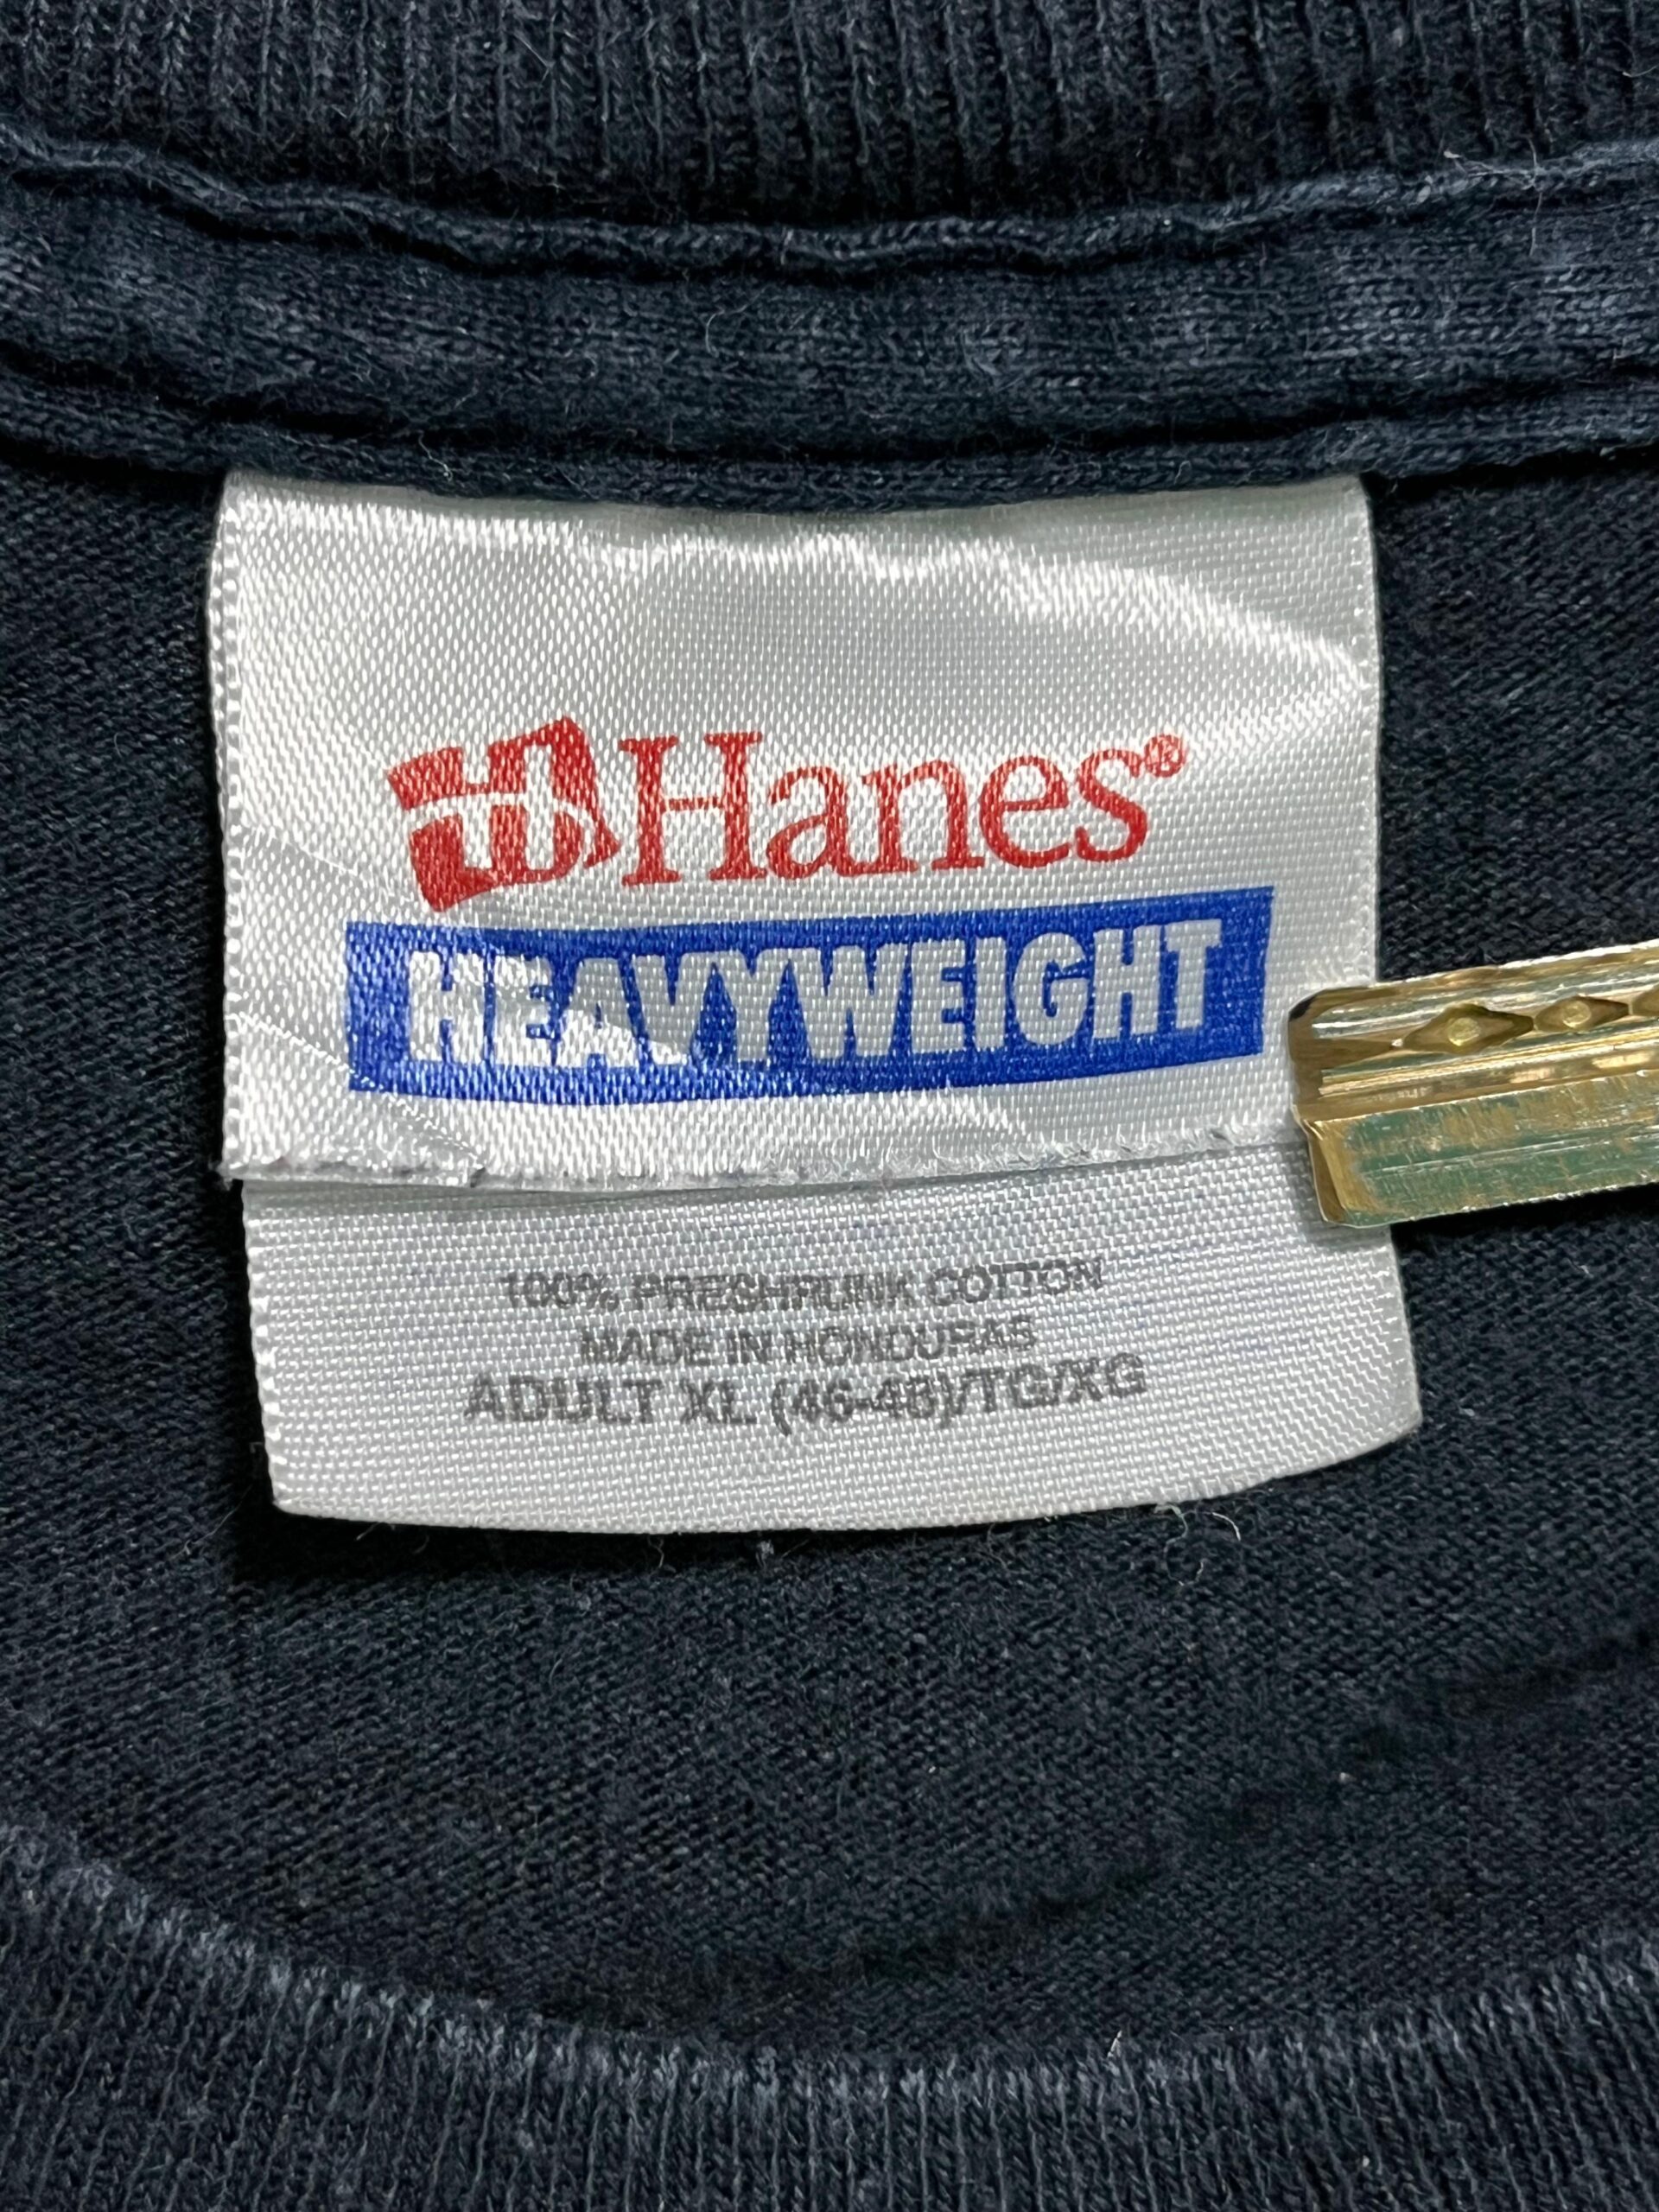 Hanes®
HEAVYWEIGHT
100% PRESHRUNK COTTON
MADE IN HONDURAS
ADULT XL (46-48)/TG/XG